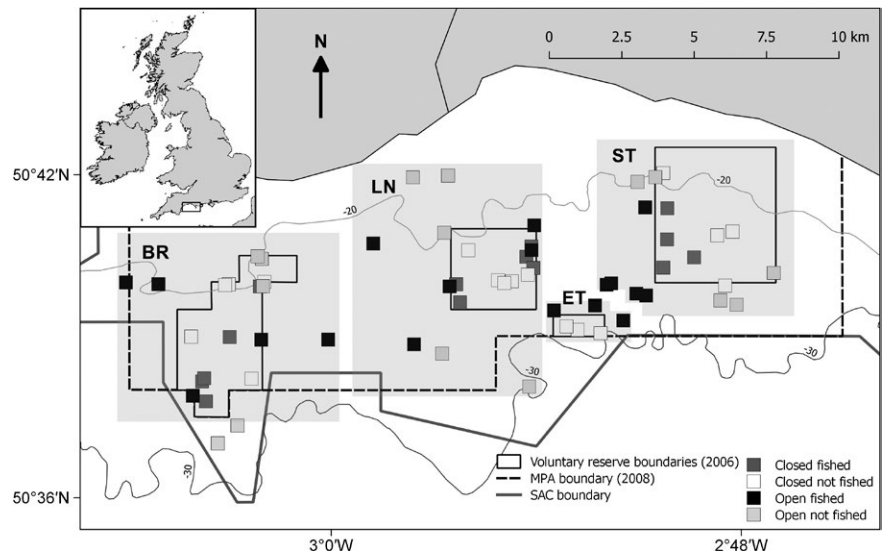 N
0 2.5 5 7.5 10 km
50°42'N
ST
-20
LN
-20
BR
ET
-30
-30
-30
Voluntary reserve boundaries (2006)
MPA boundary (2008)
SAC boundary
Closed fished
Closed not fished
Open fished
Open not fished
50°36'N
3°0'W
2°48'W